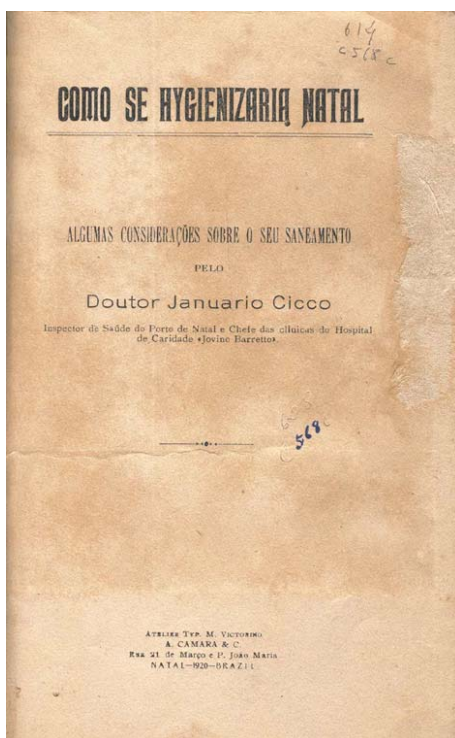 614
C568c
COMO SE HYGIENIZARIA NATAL
ALGUMAS CONSIDERAÇÕES SOBRE O SEU SANEAMENTO
PELO
Doutor Januario Cicco
Inspector de Saúde do Porto de Natal e Chefe das clinicas do Hospital
de Caridade «Jovino Barretto».
568
ATELIER TYP. M. VICTORINO
A. CAMARA & C.
Rua 21 de Março e P. João Maria
NATAL—1920—BRAZIL